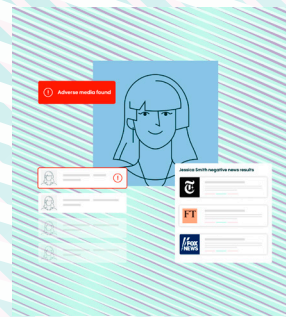 Adverse media found
Jessica Smith negative news results
T
FT
FOX
NEWS